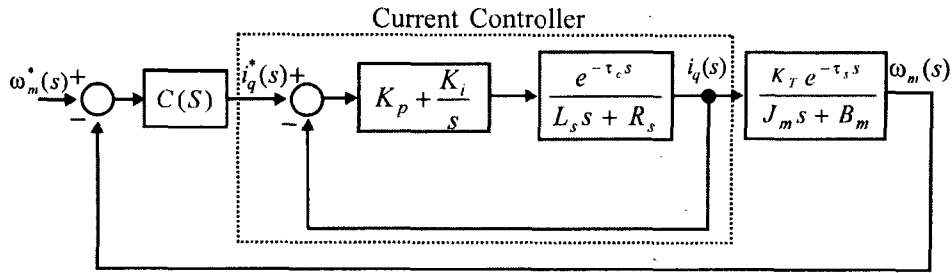 Current Controller
ω*m(s) +
−
C(S)
i*q(s) +
−
Kp + Ki/s
e^(−τc s) / (Ls s + Rs)
iq(s)
KT e^(−τs s) / (Jm s + Bm)
ωm(s)